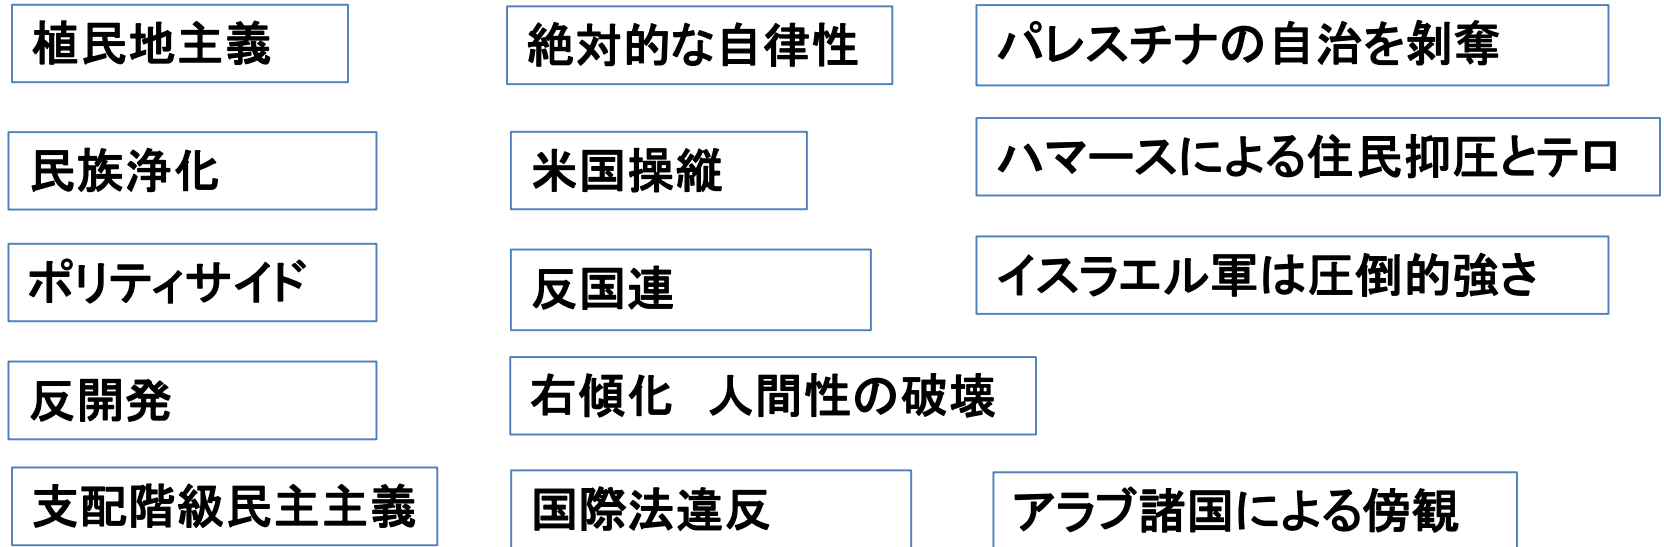 植民地主義
絶対的な自律性
パレスチナの自治を剝奪
民族浄化
米国操縦
ハマースによる住民抑圧とテロ
ポリティサイド
反国連
イスラエル軍は圧倒的強さ
反開発
右傾化　人間性の破壊
支配階級民主主義
国際法違反
アラブ諸国による傍観